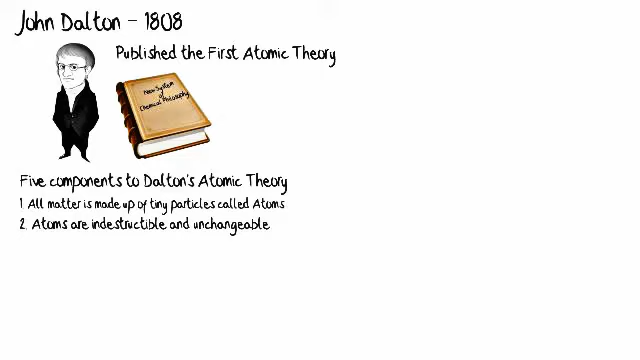 John Dalton - 1808
Published the First Atomic Theory
New System
of
Chemical Philosophy
Five components to Dalton's Atomic Theory
1. All matter is made up of tiny particles called Atoms
2. Atoms are indestructible and unchangeable